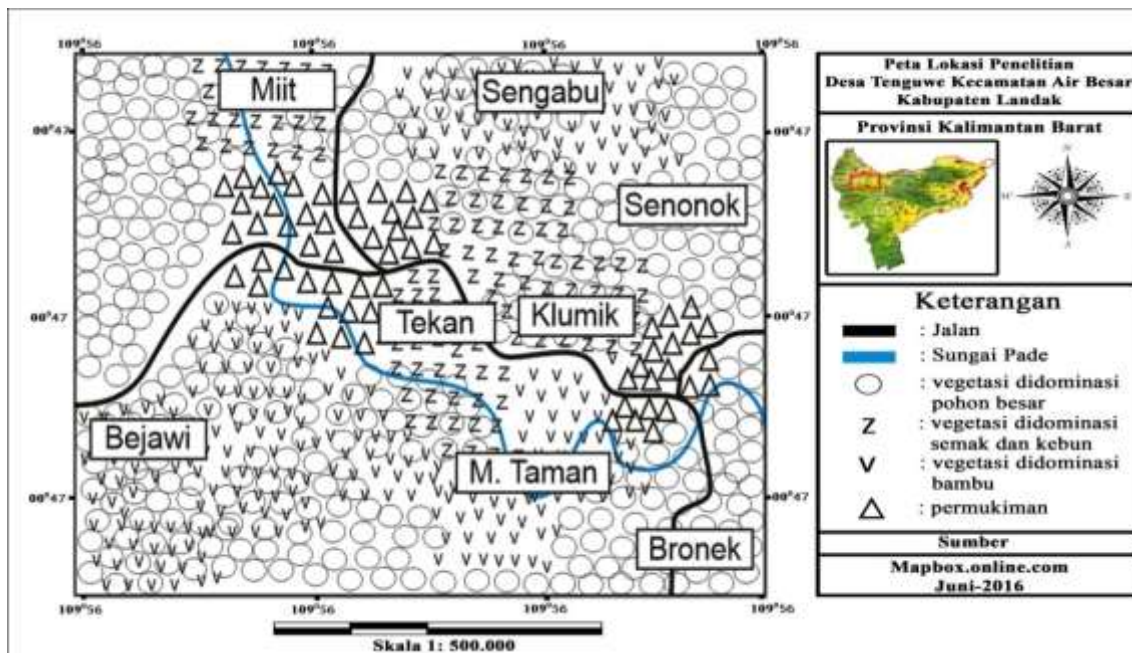 109°56 109°56 109°56 109°56
00°47 00°47
00°47 00°47
00°47 00°47
109°56 109°56 109°56 109°56
Miit
Sengabu
Senonok
Klumik
Tekan
Bejawi
M. Taman
Bronek
Skala 1: 500.000
Peta Lokasi Penelitian
Desa Tenguwe Kecamatan Air Besar
Kabupaten Landak
Provinsi Kalimantan Barat
Keterangan
: Jalan
: Sungai Pade
: vegetasi didominasi
pohon besar
Z : vegetasi didominasi
semak dan kebun
V : vegetasi didominasi
bambu
: permukiman
Sumber
Mapbox.online.com
Juni-2016